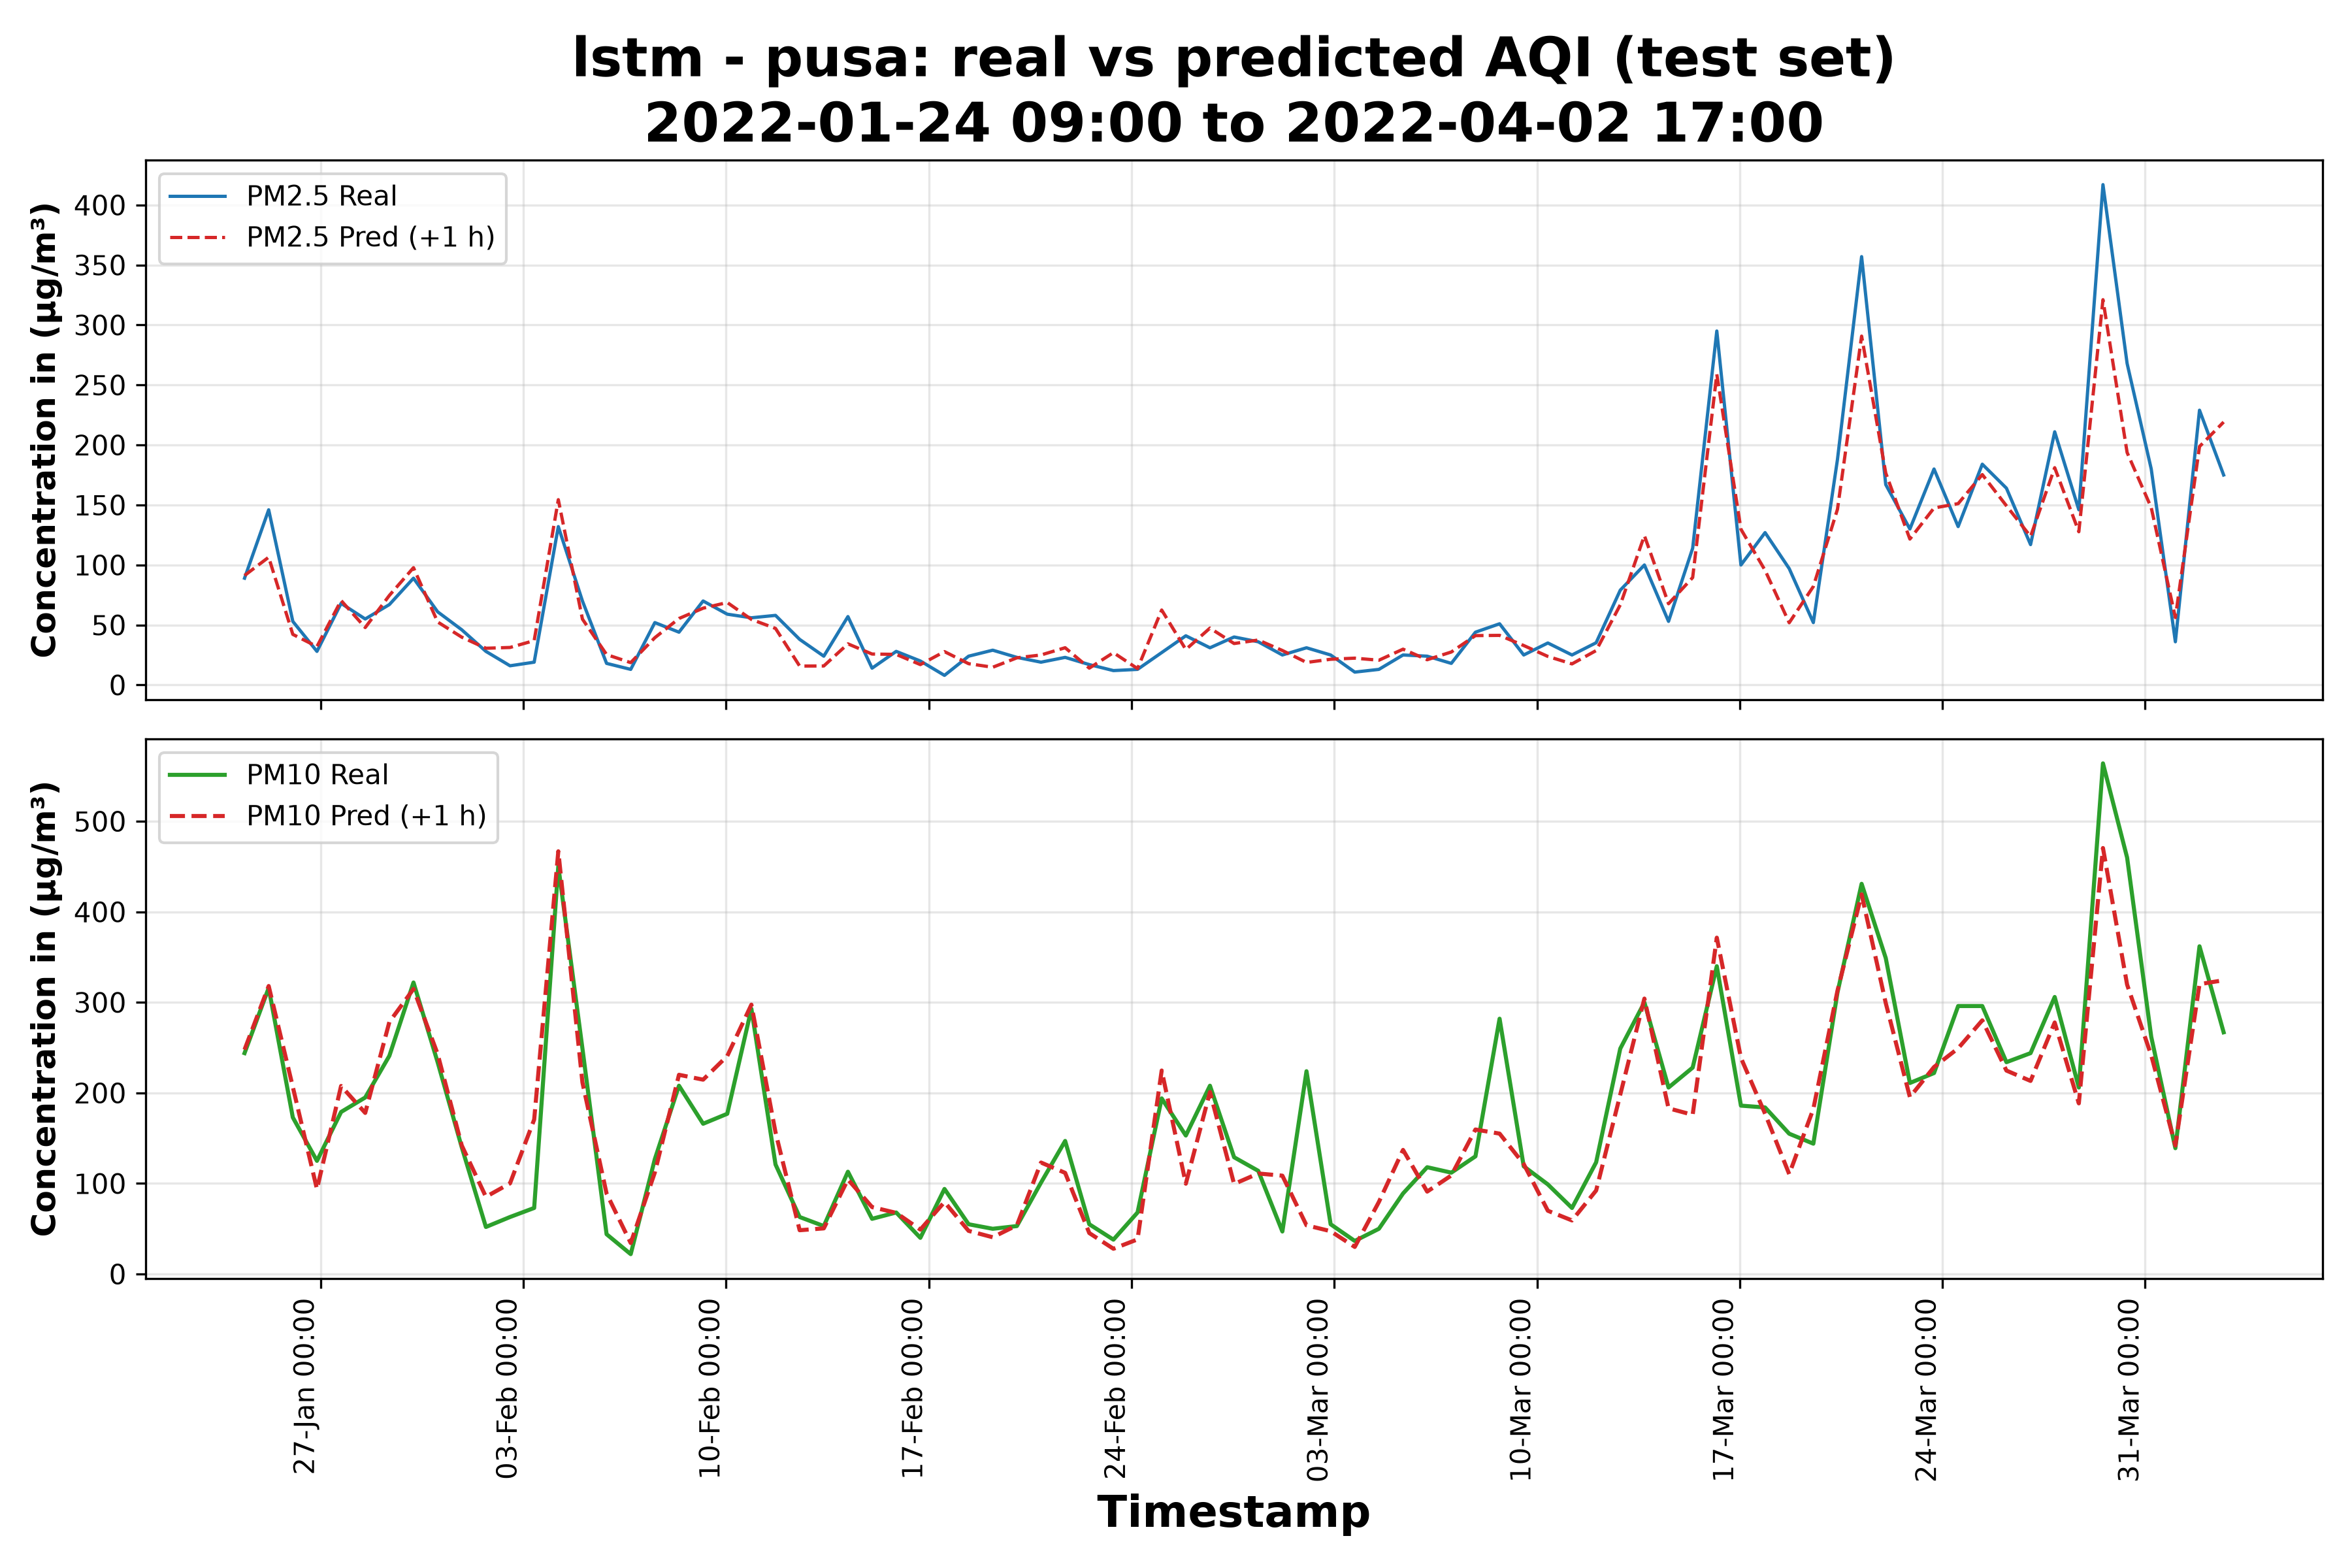 lstm - pusa: real vs predicted AQI (test set)
2022-01-24 09:00 to 2022-04-02 17:00
PM2.5 Real
PM2.5 Pred (+1 h)
Concentration in (µg/m³)
400
350
300
250
200
150
100
50
0
PM10 Real
PM10 Pred (+1 h)
Concentration in (µg/m³)
500
400
300
200
100
0
27-Jan 00:00
03-Feb 00:00
10-Feb 00:00
17-Feb 00:00
24-Feb 00:00
03-Mar 00:00
10-Mar 00:00
17-Mar 00:00
24-Mar 00:00
31-Mar 00:00
Timestamp